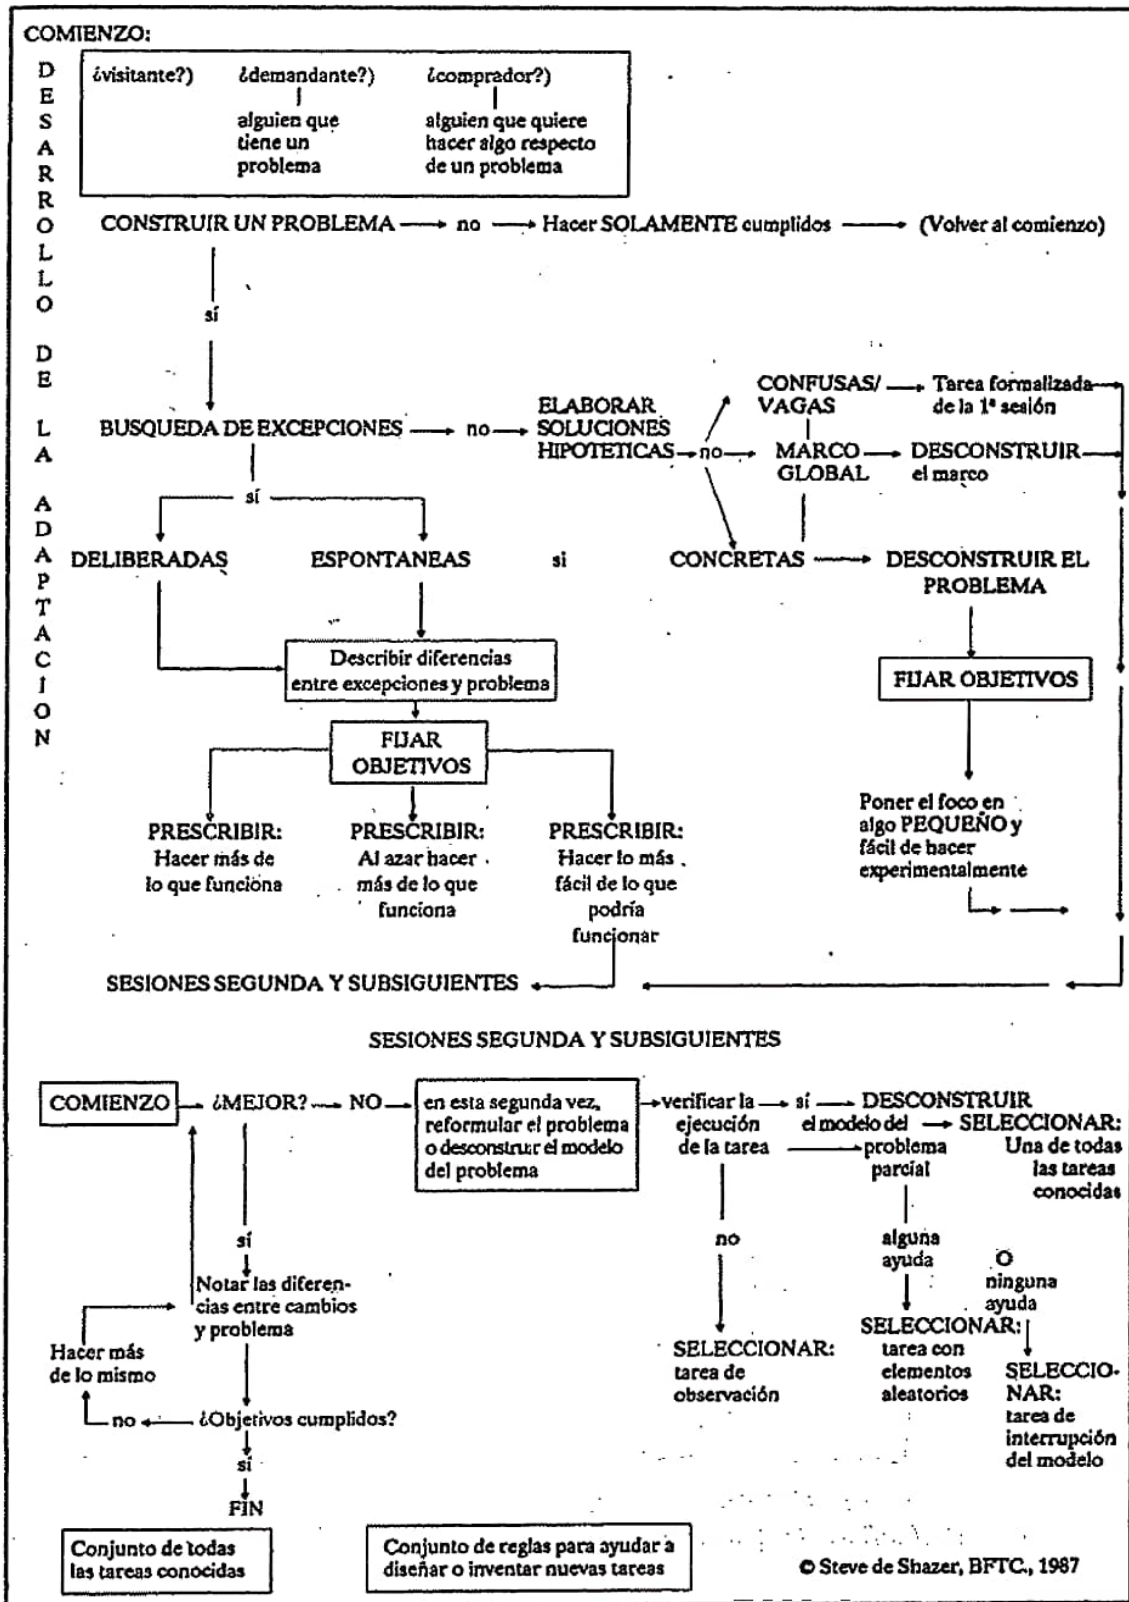 COMIENZO:
DESARROLLO DE LA ADAPTACION
¿visitante?) ¿demandante?) ¿comprador?)
alguien que
tiene un
problema
alguien que quiere
hacer algo respecto
de un problema
CONSTRUIR UN PROBLEMA no Hacer SOLAMENTE cumplidos (Volver al comienzo)
sí
BUSQUEDA DE EXCEPCIONES no
ELABORAR
SOLUCIONES
HIPOTETICAS no
CONFUSAS/
VAGAS
Tarea formalizada
de la 1ª sesión
MARCO
GLOBAL
DESCONSTRUIR
el marco
sí
DELIBERADAS ESPONTANEAS si CONCRETAS
DESCONSTRUIR EL
PROBLEMA
Describir diferencias
entre excepciones y problema
FIJAR OBJETIVOS
FIJAR
OBJETIVOS
PRESCRIBIR:
Hacer más de
lo que funciona
PRESCRIBIR:
Al azar hacer
más de lo que
funciona
PRESCRIBIR:
Hacer lo más
fácil de lo que
podría
funcionar
Poner el foco en
algo PEQUEÑO y
fácil de hacer
experimentalmente
SESIONES SEGUNDA Y SUBSIGUIENTES
SESIONES SEGUNDA Y SUBSIGUIENTES
COMIENZO ¿MEJOR? NO
en esta segunda vez,
reformular el problema
o desconstruir el modelo
del problema
verificar la
ejecución
de la tarea
sí DESCONSTRUIR
el modelo del
problema
parcial
SELECCIONAR:
Una de todas
las tareas
conocidas
sí
no
alguna
ayuda
O
ninguna
ayuda
Notar las diferen-
cias entre cambios
y problema
Hacer más
de lo mismo
SELECCIONAR:
tarea de
observación
SELECCIONAR:
tarea con
elementos
aleatorios
SELECCIO-
NAR:
tarea de
interrupción
del modelo
no ¿Objetivos cumplidos?
sí
FIN
Conjunto de todas
las tareas conocidas
Conjunto de reglas para ayudar a
diseñar o inventar nuevas tareas
© Steve de Shazer, BFTC., 1987